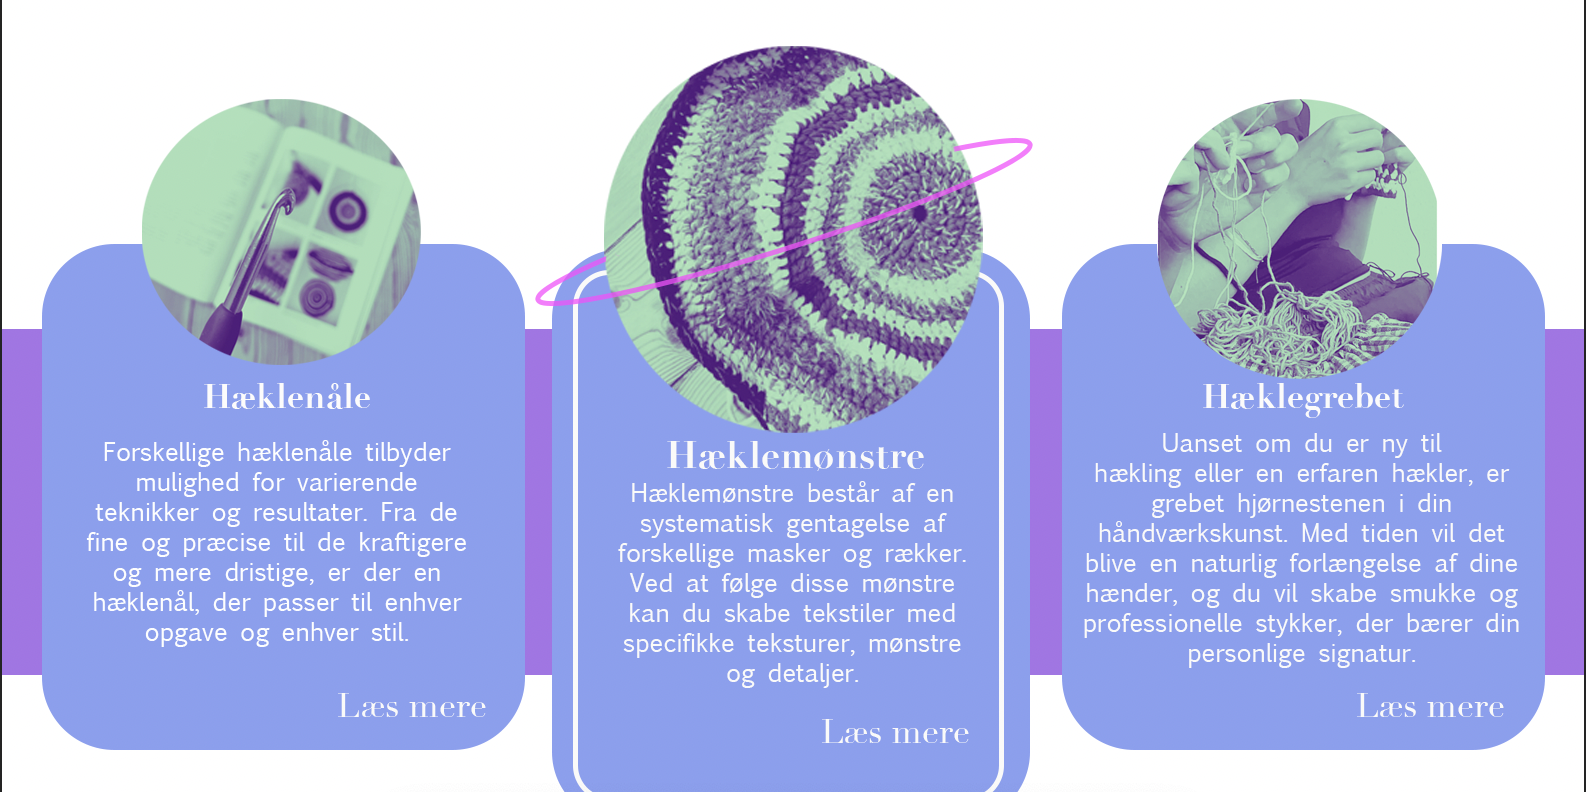 Hæklenåle
Forskellige hæklenåle tilbyder
mulighed for varierende
teknikker og resultater. Fra de
fine og præcise til de kraftigere
og mere dristige, er der en
hæklenål, der passer til enhver
opgave og enhver stil.
Læs mere
Hæklemønstre
Hæklemønstre består af en
systematisk gentagelse af
forskellige masker og rækker.
Ved at følge disse mønstre
kan du skabe tekstiler med
specifikke teksturer, mønstre
og detaljer.
Læs mere
Hæklegrebet
Uanset om du er ny til
hækling eller en erfaren hækler, er
grebet hjørnestenen i din
håndværkskunst. Med tiden vil det
blive en naturlig forlængelse af dine
hænder, og du vil skabe smukke og
professionelle stykker, der bærer din
personlige signatur.
Læs mere